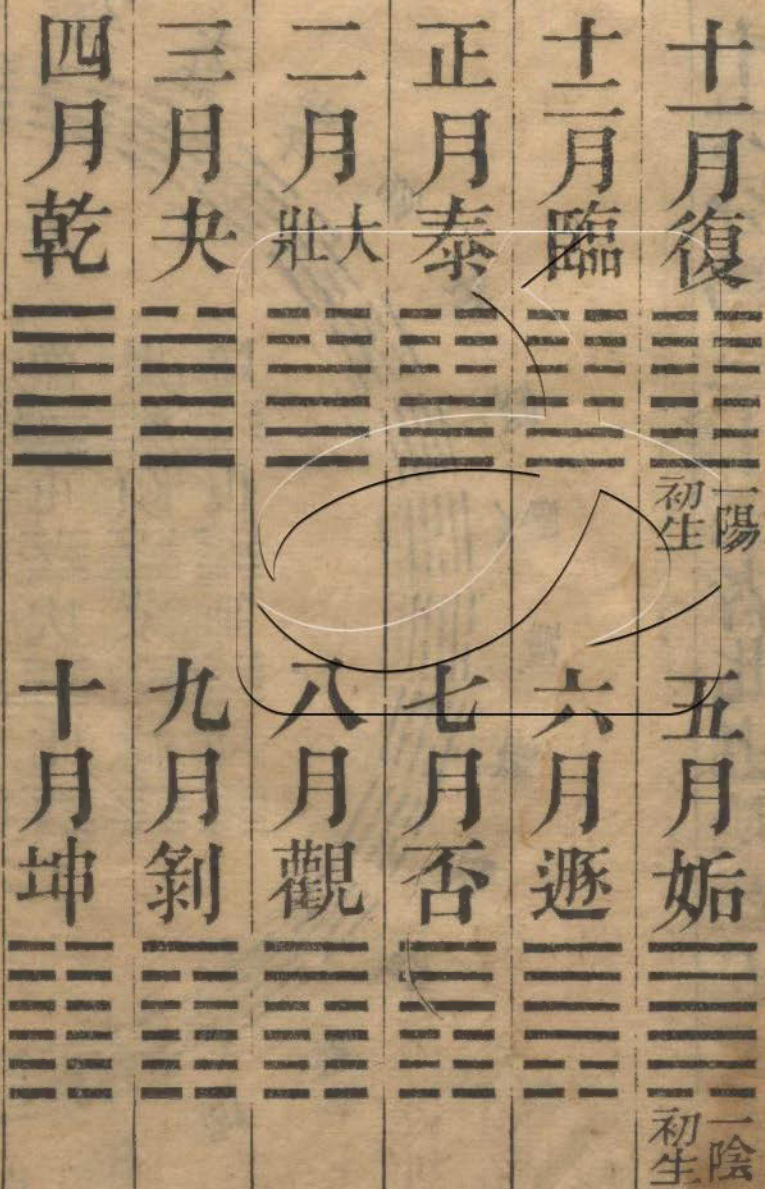 十一月復
一陽
初生
五月姤
一陰
初生
十二月臨
六月遯
正月泰
七月否
二月大壯
八月觀
三月夬
九月剝
四月乾
十月坤